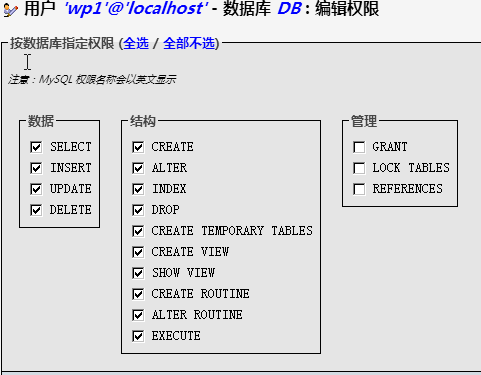 用户 'wp1'@'localhost' - 数据库 DB : 编辑权限
按数据库指定权限 (全选 / 全部不选)
注意：MySQL 权限名称会以英文显示
数据
SELECT
INSERT
UPDATE
DELETE
结构
CREATE
ALTER
INDEX
DROP
CREATE TEMPORARY TABLES
CREATE VIEW
SHOW VIEW
CREATE ROUTINE
ALTER ROUTINE
EXECUTE
管理
GRANT
LOCK TABLES
REFERENCES